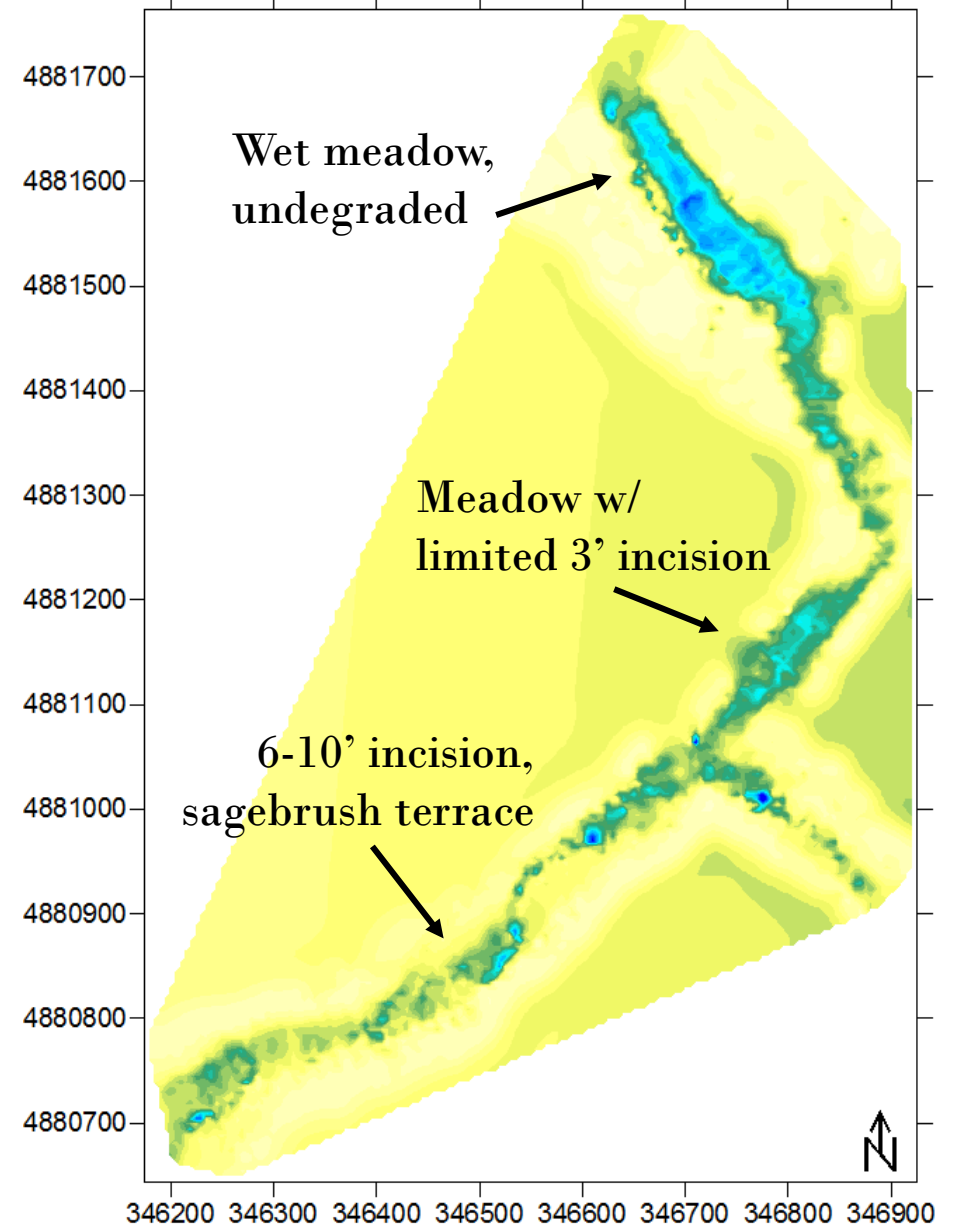 4881700
Wet meadow,
undegraded
4881600
4881500
4881400
4881300
Meadow w/
limited 3’ incision
4881200
4881100
6-10’ incision,
sagebrush terrace
4881000
4880900
4880800
4880700
N
346200 346300 346400 346500 346600 346700 346800 346900